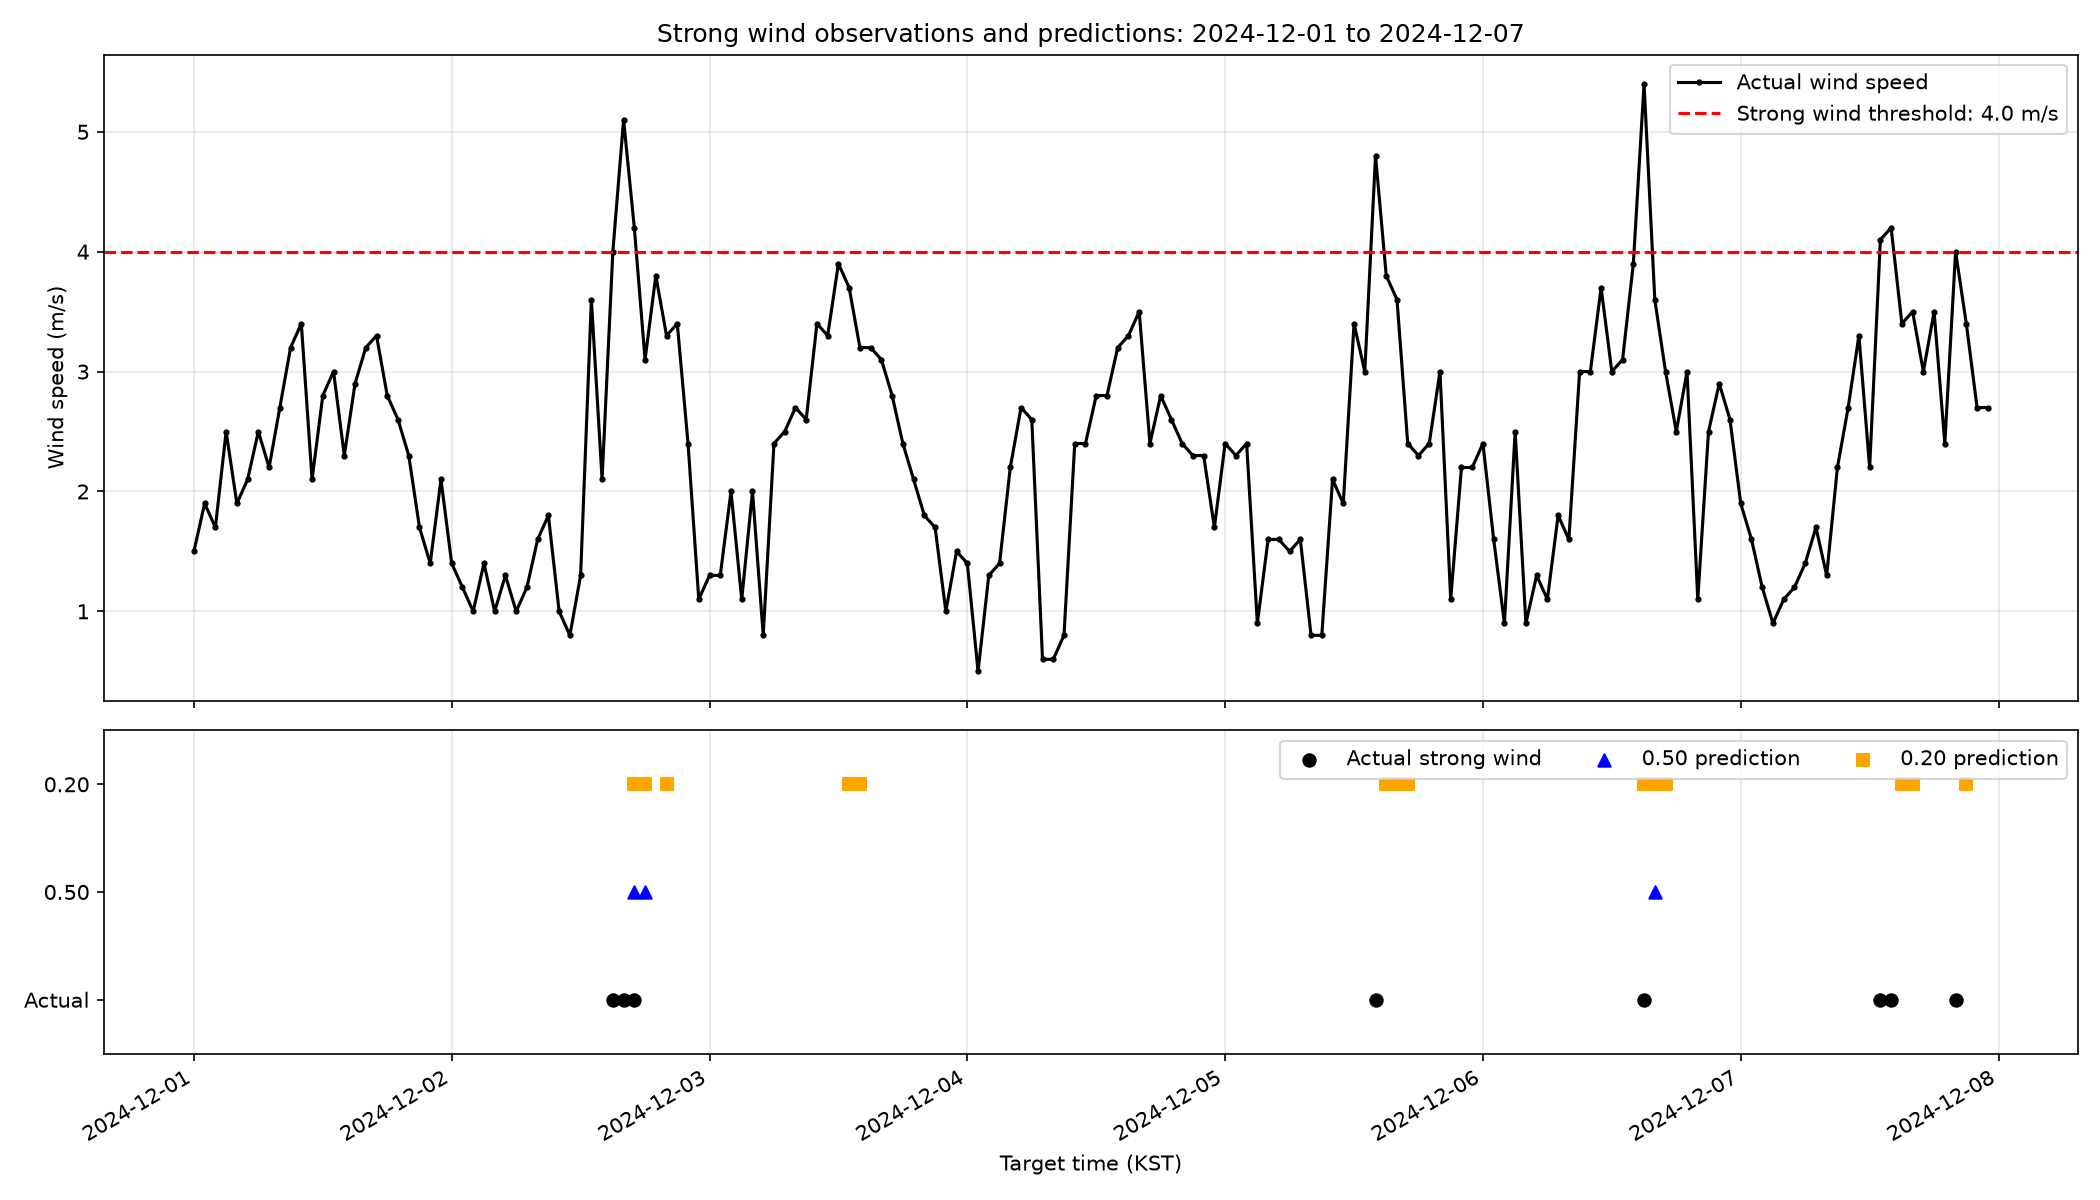 Strong wind observations and predictions: 2024-12-01 to 2024-12-07
Actual wind speed
Strong wind threshold: 4.0 m/s
Wind speed (m/s)
5
4
3
2
1
Actual strong wind
0.50 prediction
0.20 prediction
0.20
0.50
Actual
2024-12-01
2024-12-02
2024-12-03
2024-12-04
2024-12-05
2024-12-06
2024-12-07
2024-12-08
Target time (KST)